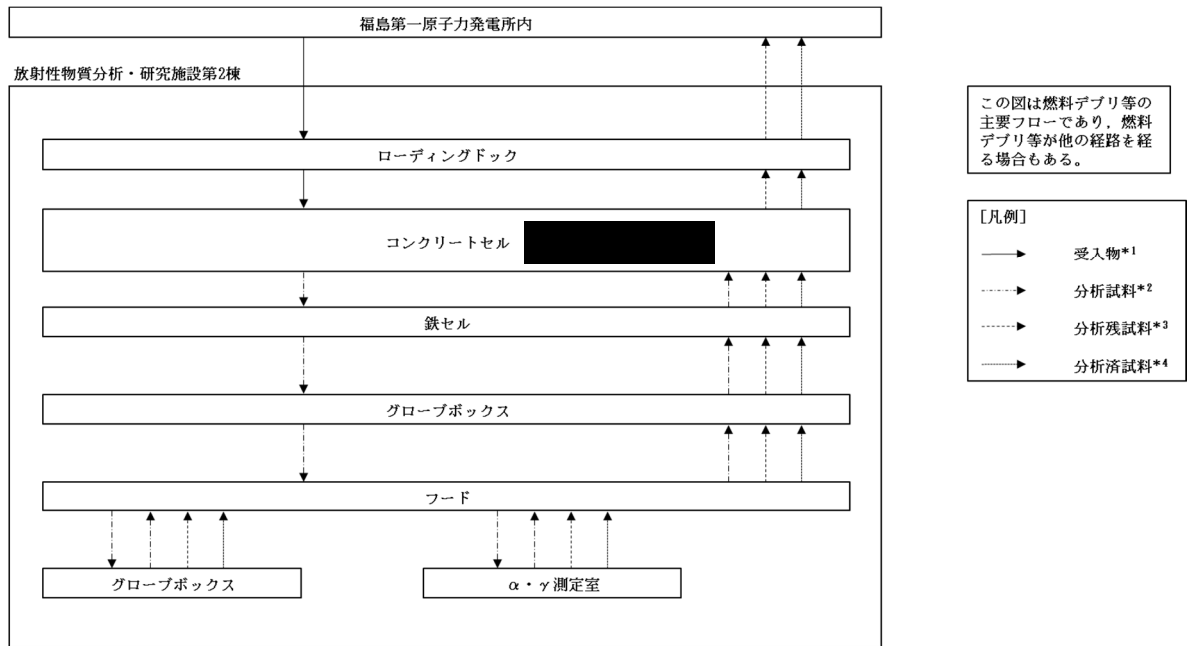 福島第一原子力発電所内
放射性物質分析・研究施設第2棟
ローディングドック
コンクリートセル
鉄セル
グローブボックス
フード
グローブボックス
α・γ測定室
この図は燃料デブリ等の
主要フローであり，燃料
デブリ等が他の経路を経
る場合もある。
[凡例]
受入物*1
分析試料*2
分析残試料*3
分析済試料*4